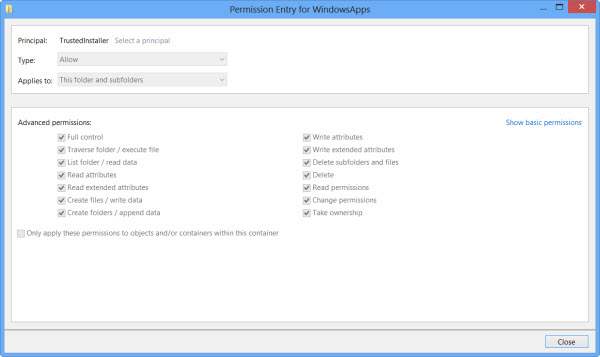 Permission Entry for WindowsApps
Principal: TrustedInstaller Select a principal
Type: Allow
Applies to: This folder and subfolders
Advanced permissions: Show basic permissions
Full control Write attributes
Traverse folder / execute file Write extended attributes
List folder / read data Delete subfolders and files
Read attributes Delete
Read extended attributes Read permissions
Create files / write data Change permissions
Create folders / append data Take ownership
Only apply these permissions to objects and/or containers within this container
Close